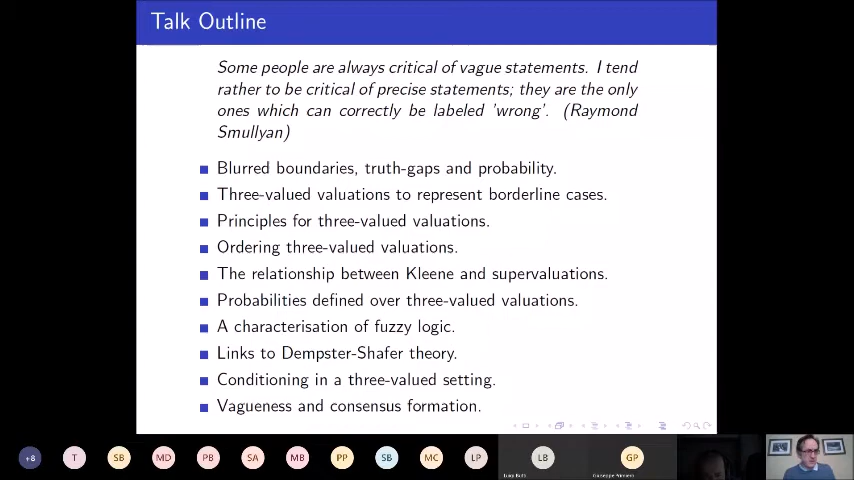 Talk Outline
Some people are always critical of vague statements. I tend
rather to be critical of precise statements; they are the only
ones which can correctly be labeled 'wrong'. (Raymond
Smullyan)
Blurred boundaries, truth-gaps and probability.
Three-valued valuations to represent borderline cases.
Principles for three-valued valuations.
Ordering three-valued valuations.
The relationship between Kleene and supervaluations.
Probabilities defined over three-valued valuations.
A characterisation of fuzzy logic.
Links to Dempster-Shafer theory.
Conditioning in a three-valued setting.
Vagueness and consensus formation.
+8 T SB MD PB SA MB PP SB MC LP LB GP